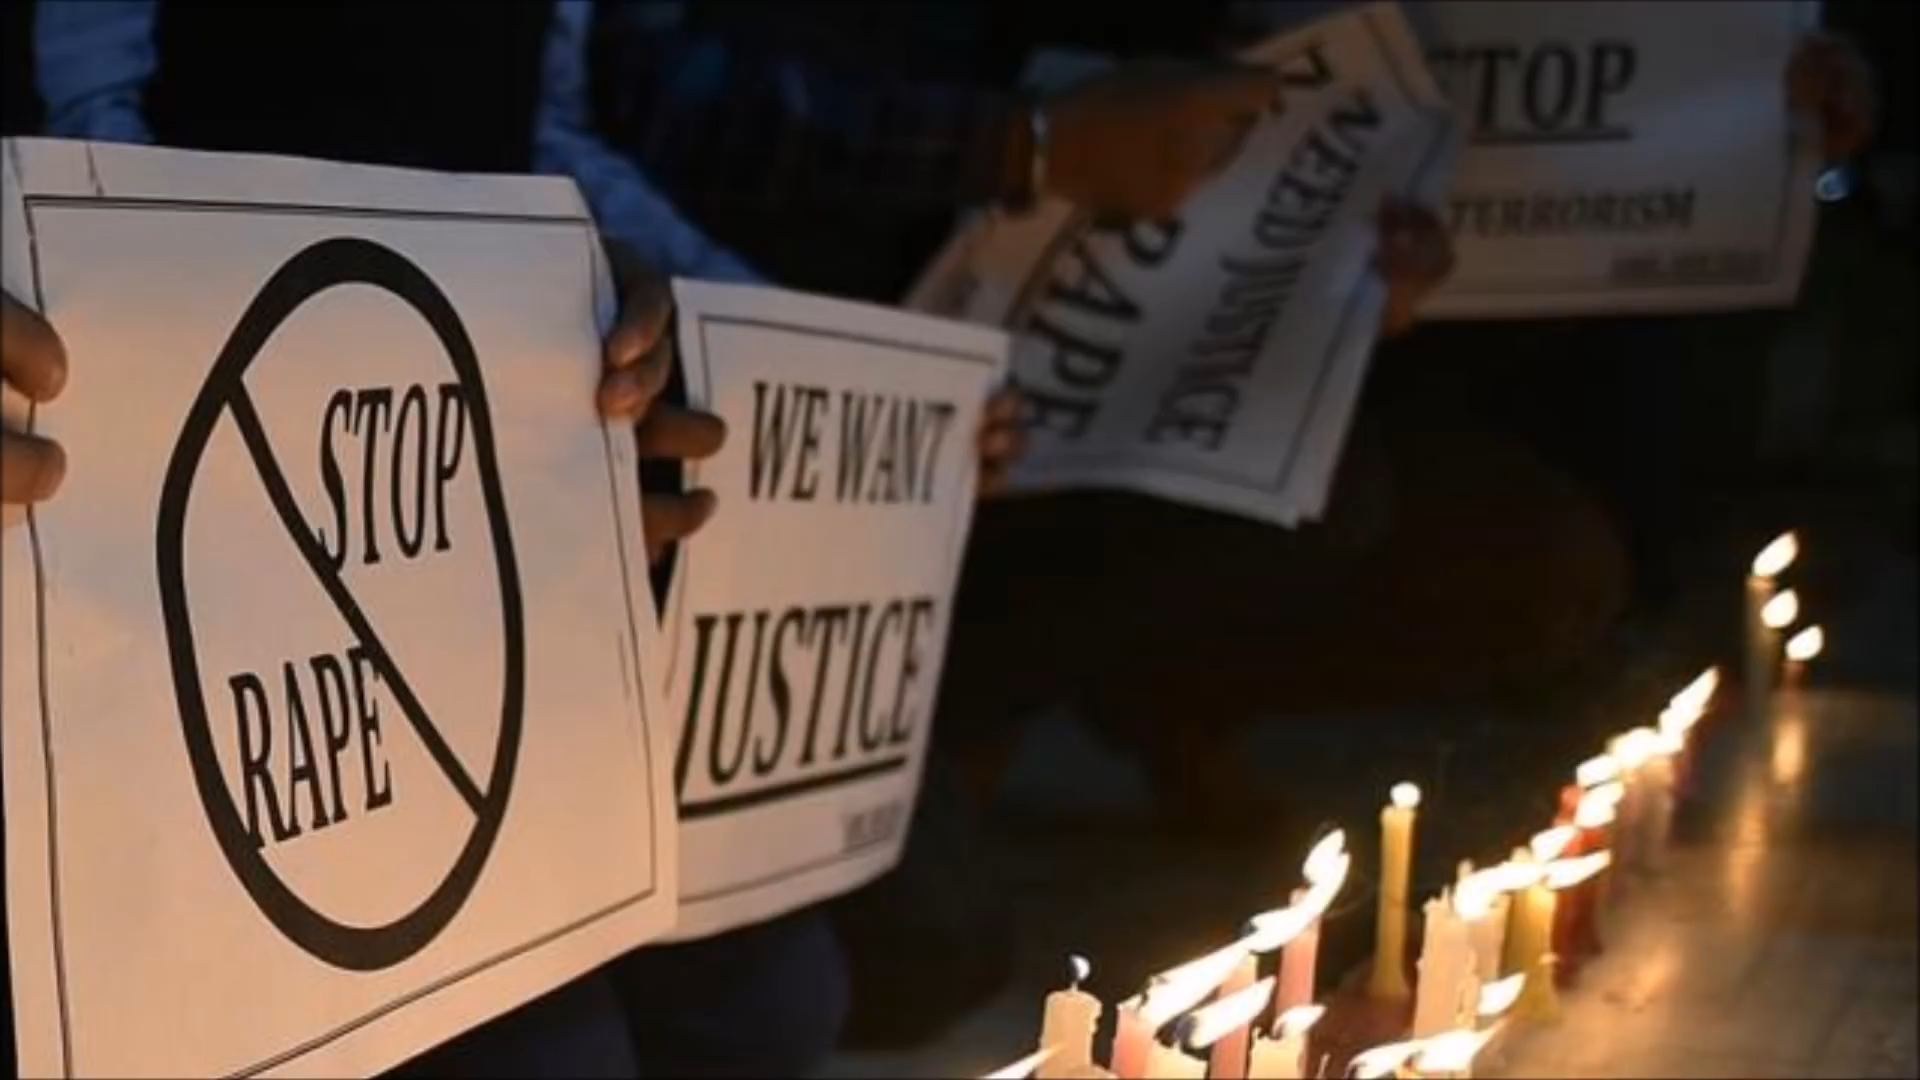 STOP
RAPE
WE WANT
JUSTICE
NEED JUSTICE
RAPE
STOP
TERRORISM